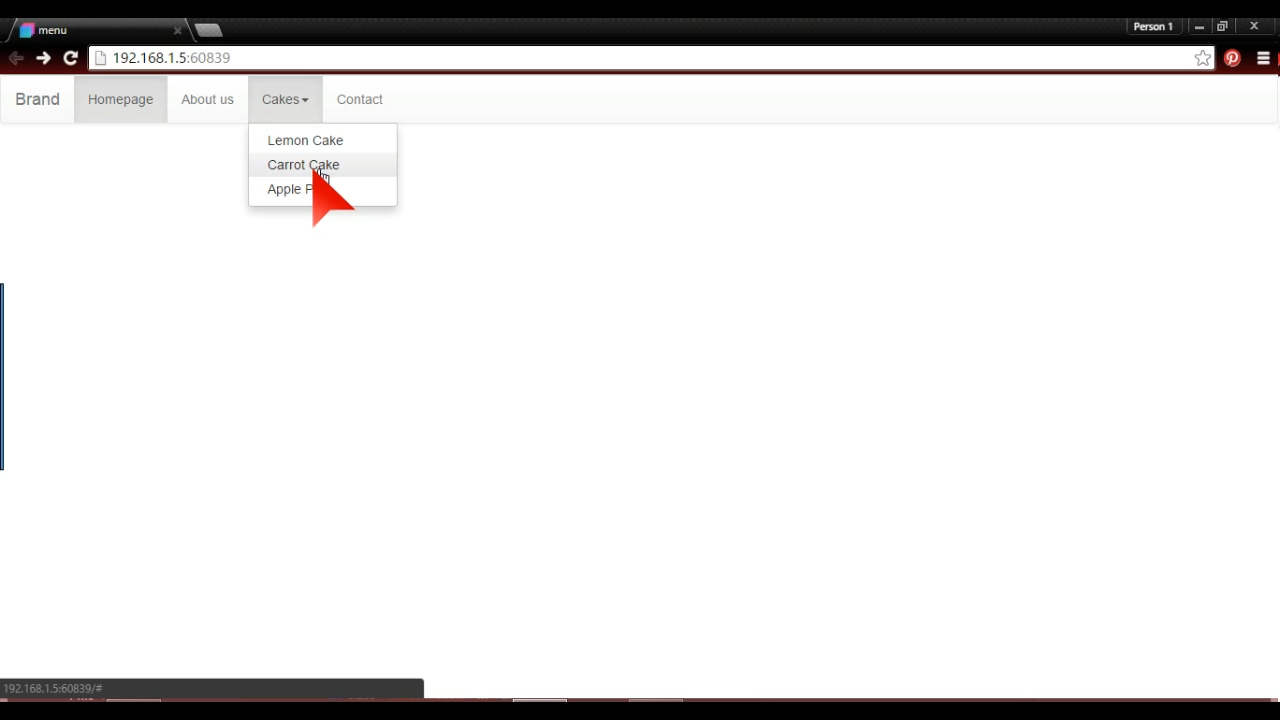 menu
Person 1
192.168.1.5:60839
Brand Homepage About us Cakes Contact
Lemon Cake
Carrot Cake
Apple
192.168.1.5:60839/#